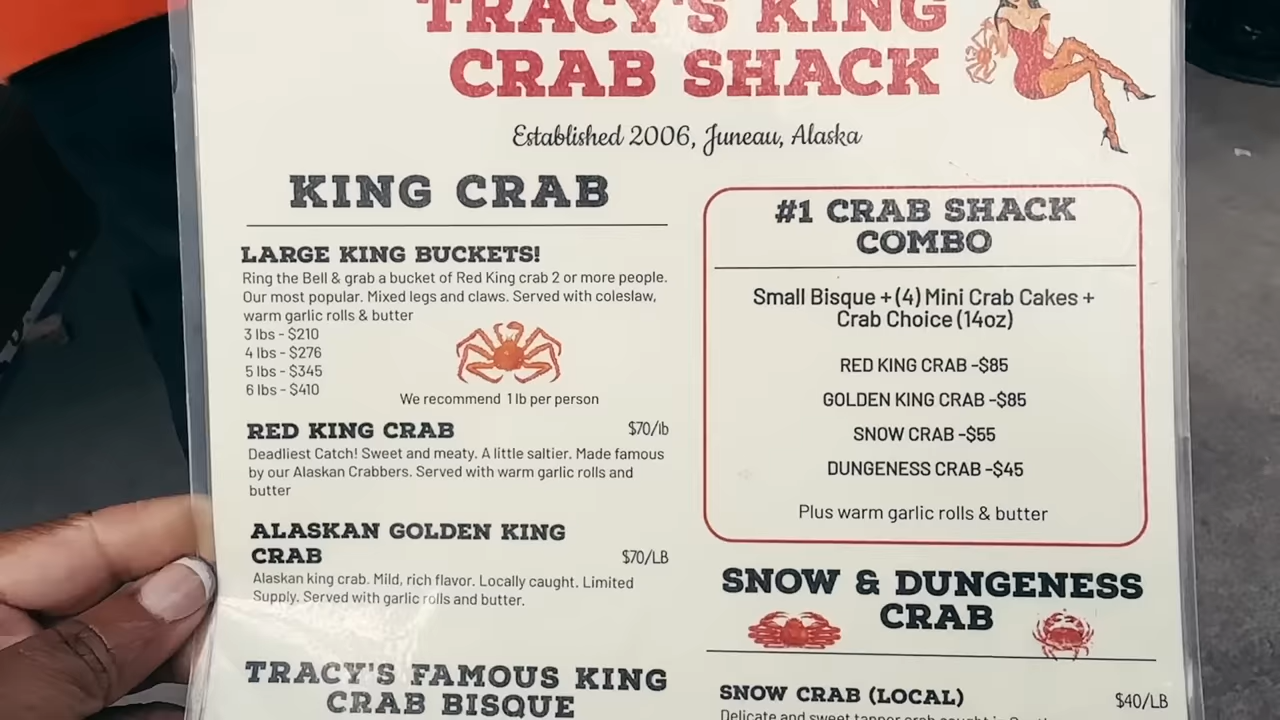 TRACY'S KING
CRAB SHACK
Established 2006, Juneau, Alaska
KING CRAB
LARGE KING BUCKETS!
Ring the Bell & grab a bucket of Red King crab 2 or more people.
Our most popular. Mixed legs and claws. Served with coleslaw,
warm garlic rolls & butter
3 lbs - $210
4 lbs - $276
5 lbs - $345
6 lbs - $410
We recommend 1 lb per person
RED KING CRAB $70/lb
Deadliest Catch! Sweet and meaty. A little saltier. Made famous
by our Alaskan Crabbers. Served with warm garlic rolls and
butter
ALASKAN GOLDEN KING
CRAB $70/LB
Alaskan king crab. Mild, rich flavor. Locally caught. Limited
Supply. Served with garlic rolls and butter.
TRACY'S FAMOUS KING
CRAB BISQUE
#1 CRAB SHACK
COMBO
Small Bisque + (4) Mini Crab Cakes +
Crab Choice (14oz)
RED KING CRAB -$85
GOLDEN KING CRAB -$85
SNOW CRAB -$55
DUNGENESS CRAB -$45
Plus warm garlic rolls & butter
SNOW & DUNGENESS
CRAB
SNOW CRAB (LOCAL) $40/LB
Delicate and sweet tanner crab caught in